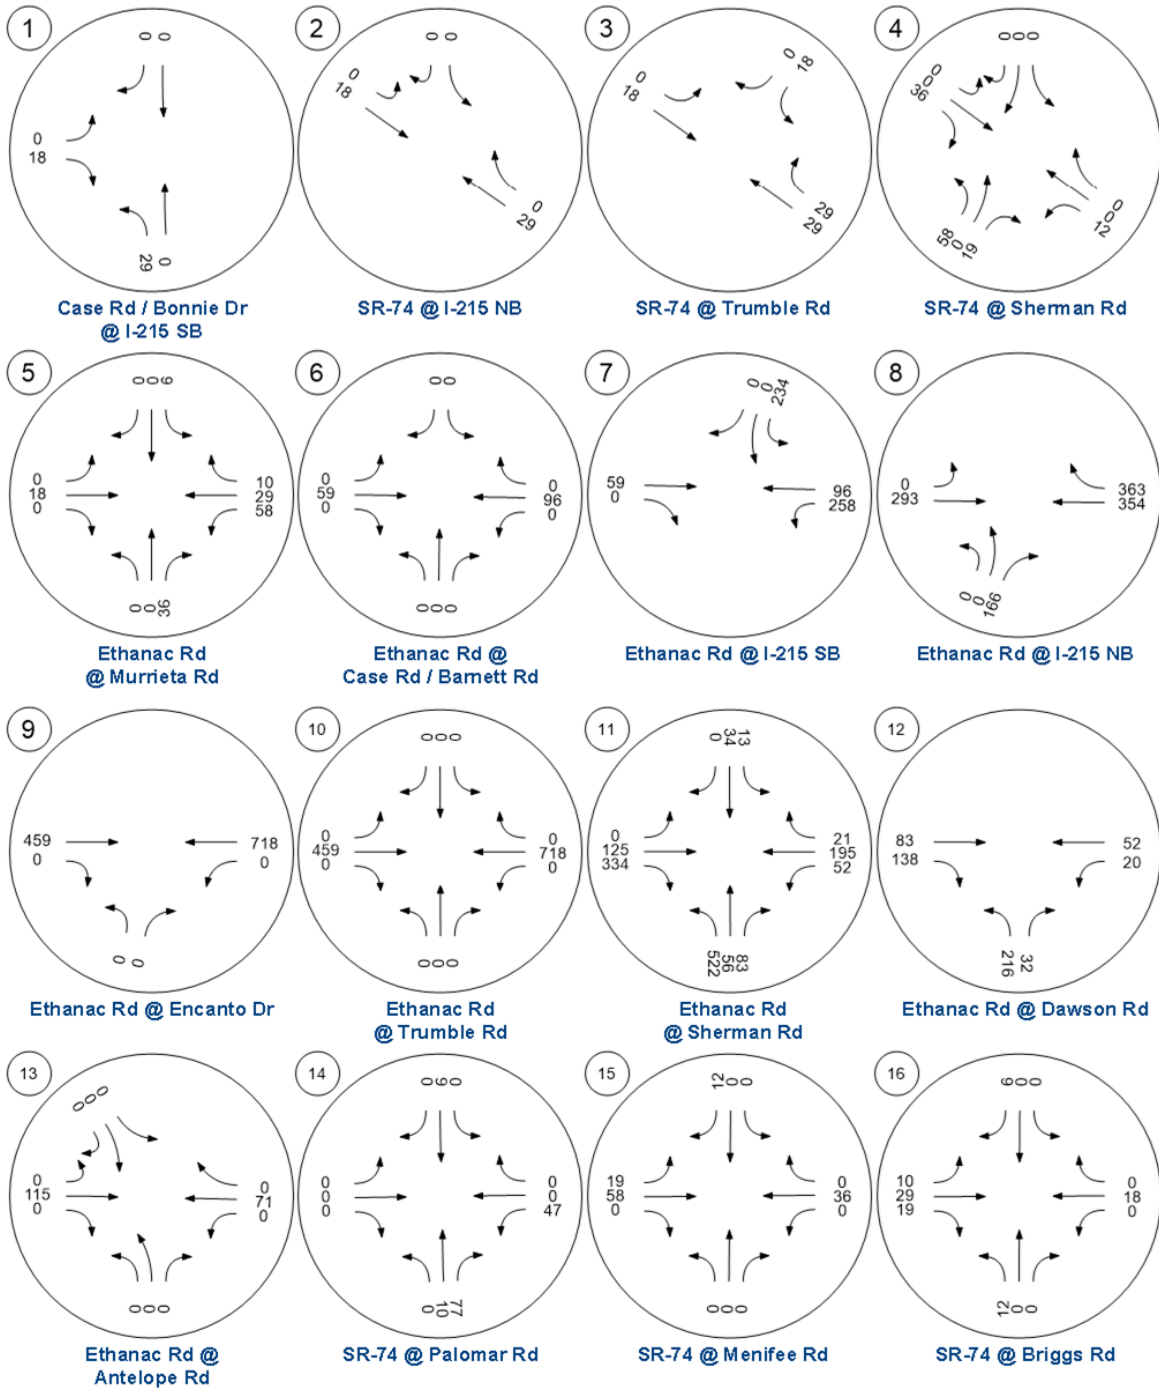 1
0 0
0
18
29 0
Case Rd / Bonnie Dr
@ I-215 SB
2
0 0
0
18
0
29
SR-74 @ I-215 NB
3
0
18
0
18
29
29
SR-74 @ Trumble Rd
4
0 0 0
0
0
36
0
0
12
58 0 19
SR-74 @ Sherman Rd
5
0 0 6
0
18
0
10
29
58
0 0 36
Ethanac Rd
@ Murrieta Rd
6
0 0
0
59
0
0
96
0
0 0 0
Ethanac Rd @
Case Rd / Barnett Rd
7
0 0 234
59
0
96
258
Ethanac Rd @ I-215 SB
8
0
293
363
354
0 0 166
Ethanac Rd @ I-215 NB
9
459
0
718
0
0 0
Ethanac Rd @ Encanto Dr
10
0 0 0
0
459
0
0
718
0
0 0 0
Ethanac Rd
@ Trumble Rd
11
0 34 13
0
125
334
21
195
52
522 56 83
Ethanac Rd
@ Sherman Rd
12
83
138
52
20
216 32
Ethanac Rd @ Dawson Rd
13
0 0 0
0
115
0
0
71
0
0 0 0
Ethanac Rd @
Antelope Rd
14
0 6 0
0
0
0
0
0
47
0 10 77
SR-74 @ Palomar Rd
15
12 0 0
19
58
0
0
36
0
0 0 0
SR-74 @ Menifee Rd
16
6 0 0
10
29
19
0
18
0
12 0 0
SR-74 @ Briggs Rd